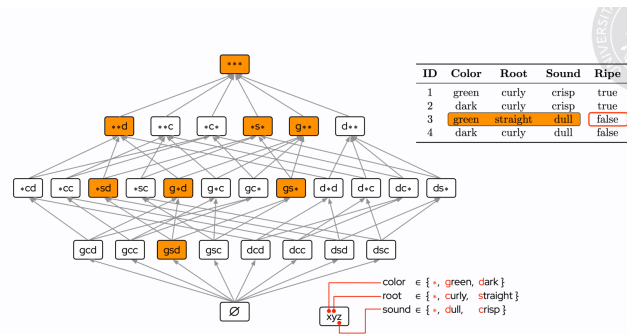 ***
ID Color Root Sound Ripe
1 green curly crisp true
2 dark curly crisp true
3 green straight dull false
4 dark curly dull false
**d **c *c* *s* g** d**
*cd *cc *sd *sc g*d g*c gc* gs* d*d d*c dc* ds*
gcd gcc gsd gsc dcd dcc dsd dsc
∅
xyz
color ∈ { *, green, dark }
root ∈ { *, curly, straight }
sound ∈ { *, dull, crisp }